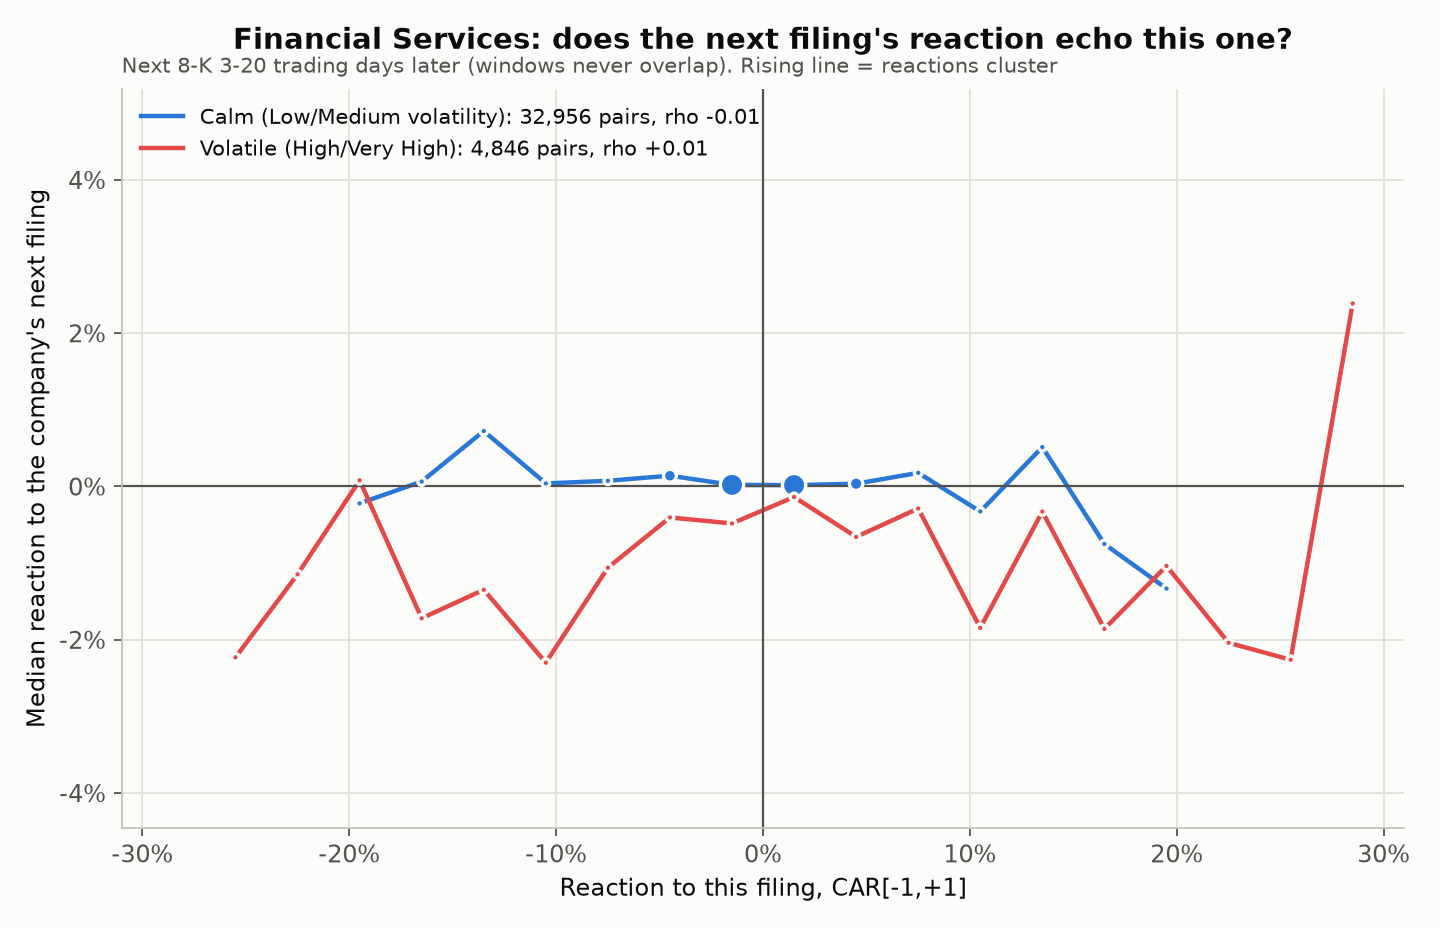 Financial Services: does the next filing's reaction echo this one?
Next 8-K 3-20 trading days later (windows never overlap). Rising line = reactions cluster
Calm (Low/Medium volatility): 32,956 pairs, rho -0.01
Volatile (High/Very High): 4,846 pairs, rho +0.01
Median reaction to the company's next filing
4%
2%
0%
-2%
-4%
-30%
-20%
-10%
0%
10%
20%
30%
Reaction to this filing, CAR[-1,+1]